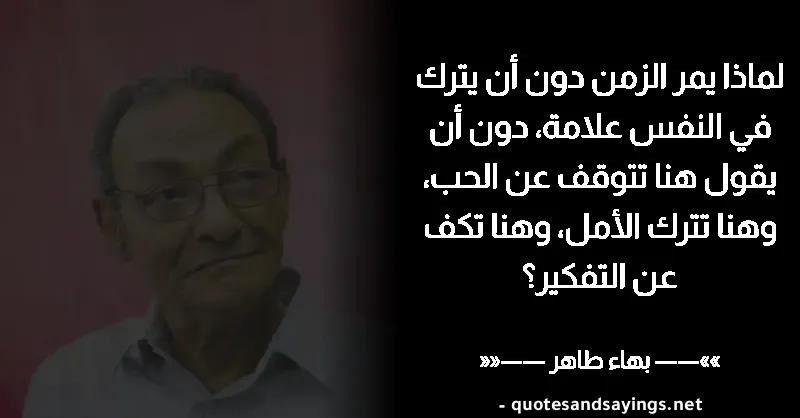 لماذا يمر الزمن دون أن يترك
في النفس علامة، دون أن
يقول هنا تتوقف عن الحب،
وهنا تترك الأمل، وهنا تكف
عن التفكير؟
»»—— بهاء طاهر ——««
- quotesandsayings.net